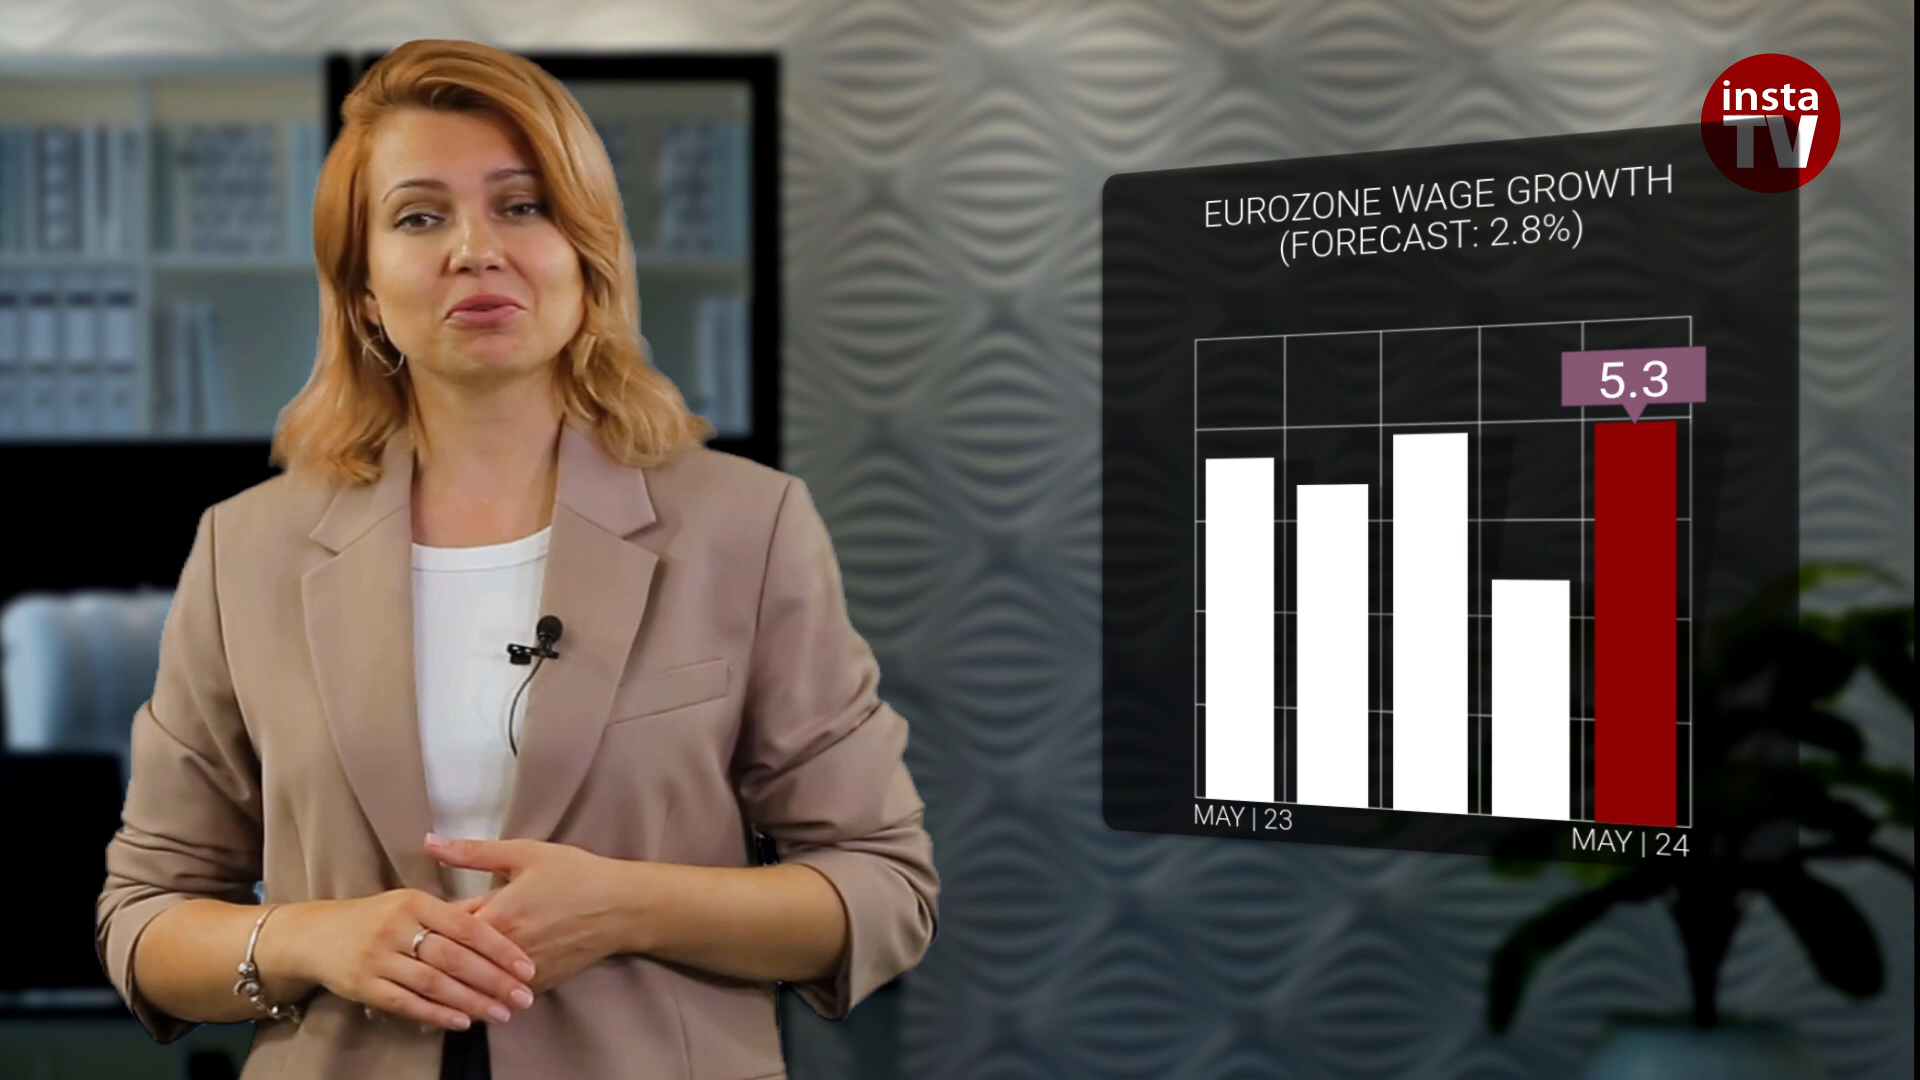 insta
TV
EUROZONE WAGE GROWTH
(FORECAST: 2.8%)
5.3
MAY | 23
MAY | 24